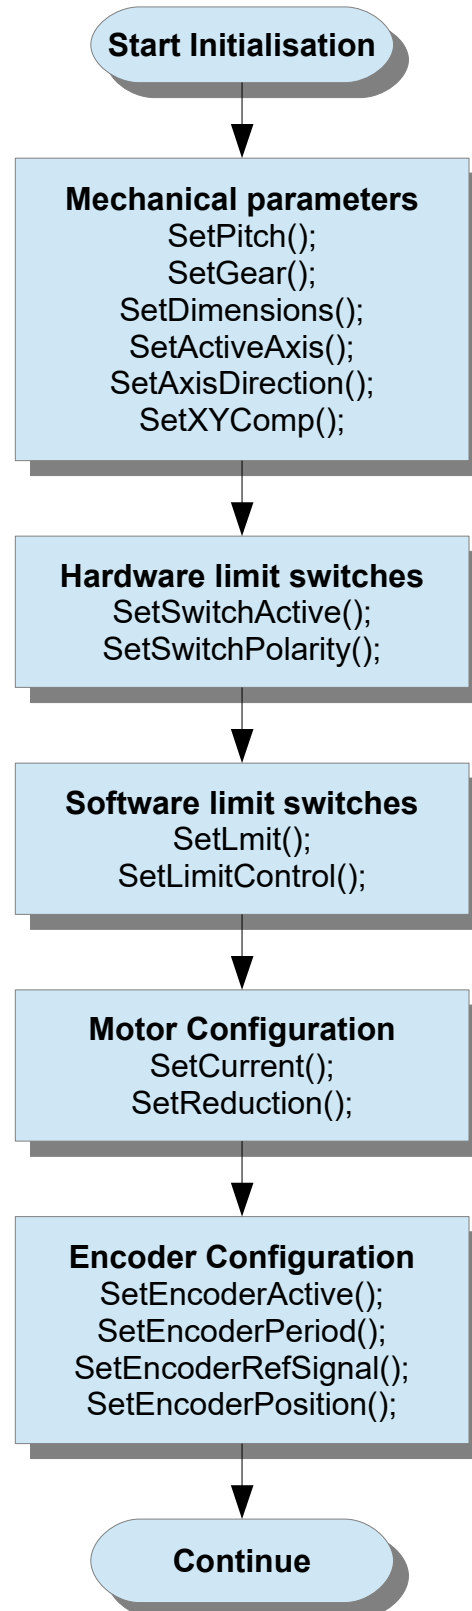 Start Initialisation
Mechanical parameters
SetPitch();
SetGear();
SetDimensions();
SetActiveAxis();
SetAxisDirection();
SetXYComp();
Hardware limit switches
SetSwitchActive();
SetSwitchPolarity();
Software limit switches
SetLmit();
SetLimitControl();
Motor Configuration
SetCurrent();
SetReduction();
Encoder Configuration
SetEncoderActive();
SetEncoderPeriod();
SetEncoderRefSignal();
SetEncoderPosition();
Continue